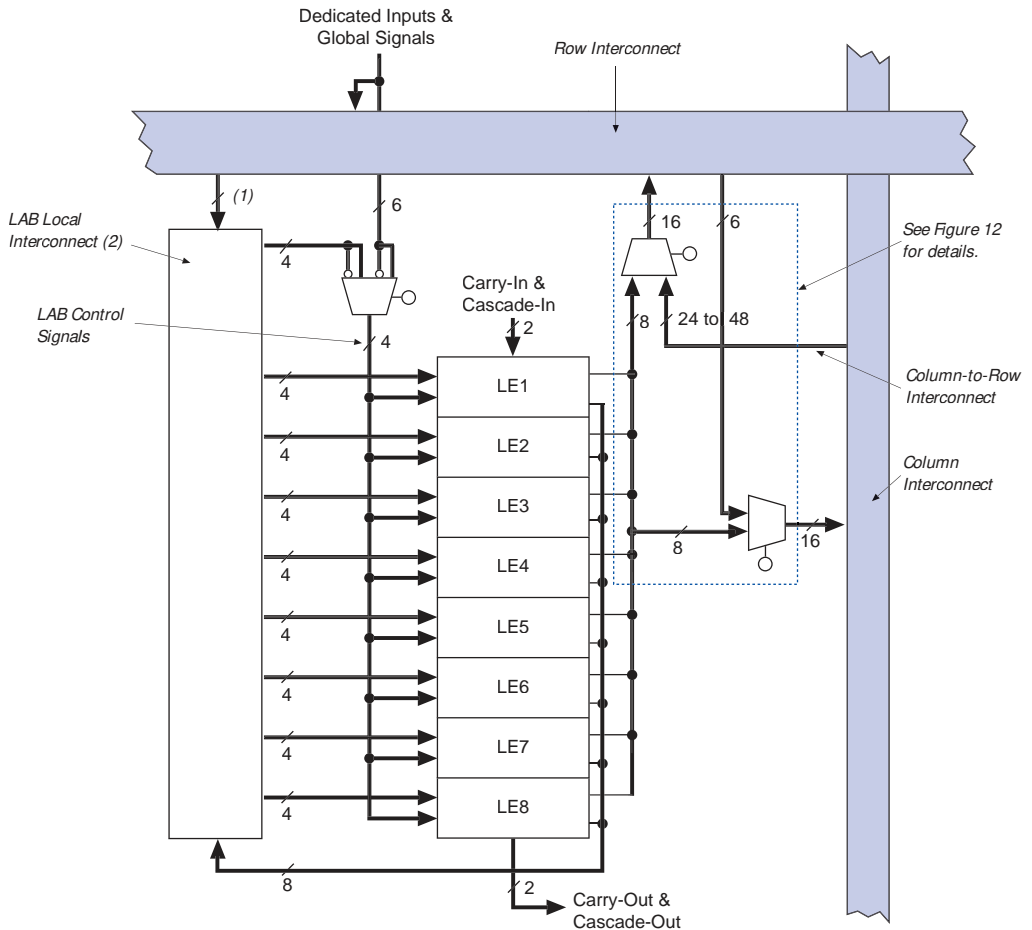 Dedicated Inputs &
Global Signals
Row Interconnect
(1)
6
16
6
LAB Local
Interconnect (2)
See Figure 12
for details.
4
Carry-In &
Cascade-In
LAB Control
Signals
4
2
8
24 to 48
Column-to-Row
Interconnect
4
LE1
4
LE2
Column
Interconnect
4
LE3
8
16
4
LE4
4
LE5
4
LE6
4
LE7
4
LE8
8
2
Carry-Out &
Cascade-Out